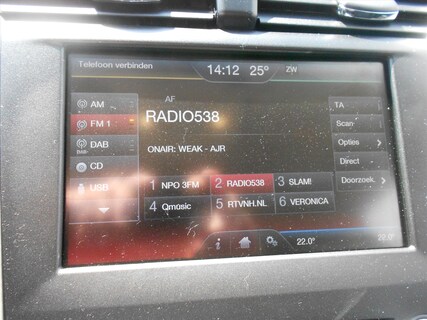 Telefoon verbinden 14:12 25° ZW
AF
AM
FM 1
DAB
DAB
CD
USB
RADIO538
ONAIR: WEAK - AJR
TA
Scan
Opties
Direct
Doorzoek.
1 NPO 3FM 2 RADIO538 3 SLAM!
4 Qmusic 5 RTVNH.NL 6 VERONICA
i 22.0° 22.0°